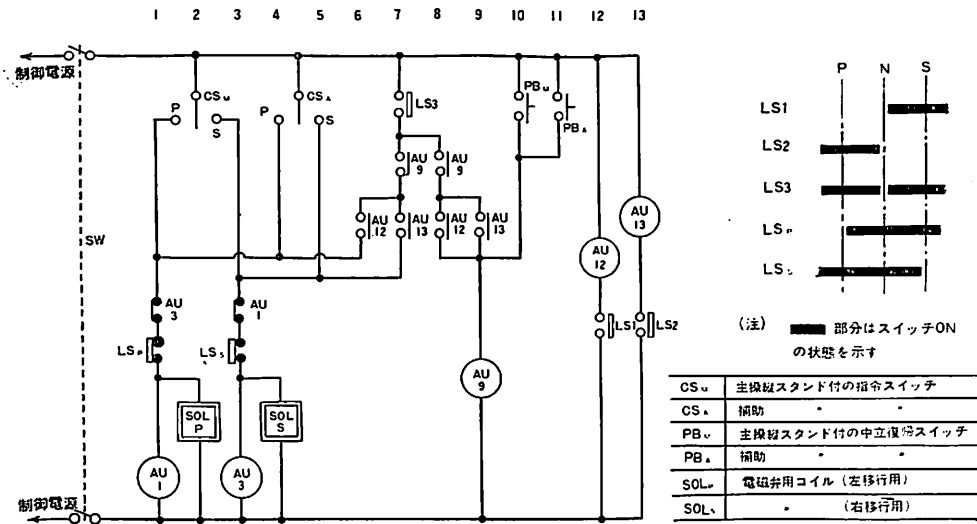 1 2 3 4 5 6 7 8 9 10 11 12 13
制御電源
CSM
P
S
CSA
P
S
LS3
PBM
PBA
AU
9
AU
9
AU
12
AU
13
AU
12
AU
13
AU
13
AU
12
SW
AU
3
AU
1
LSP
LSS
LS1
LS2
AU
9
SOL
P
SOL
S
AU
1
AU
3
制御電源
P N S
LS1
LS2
LS3
LSP
LSS
(注) 部分はスイッチON
の状態を示す
CSM 主操縦スタンド付の指令スイッチ
CSA 補助 〃 〃
PBM 主操縦スタンド付の中立復帰スイッチ
PBA 補助 〃 〃
SOLP 電磁弁用コイル (左移行用)
SOLS 〃 (右移行用)